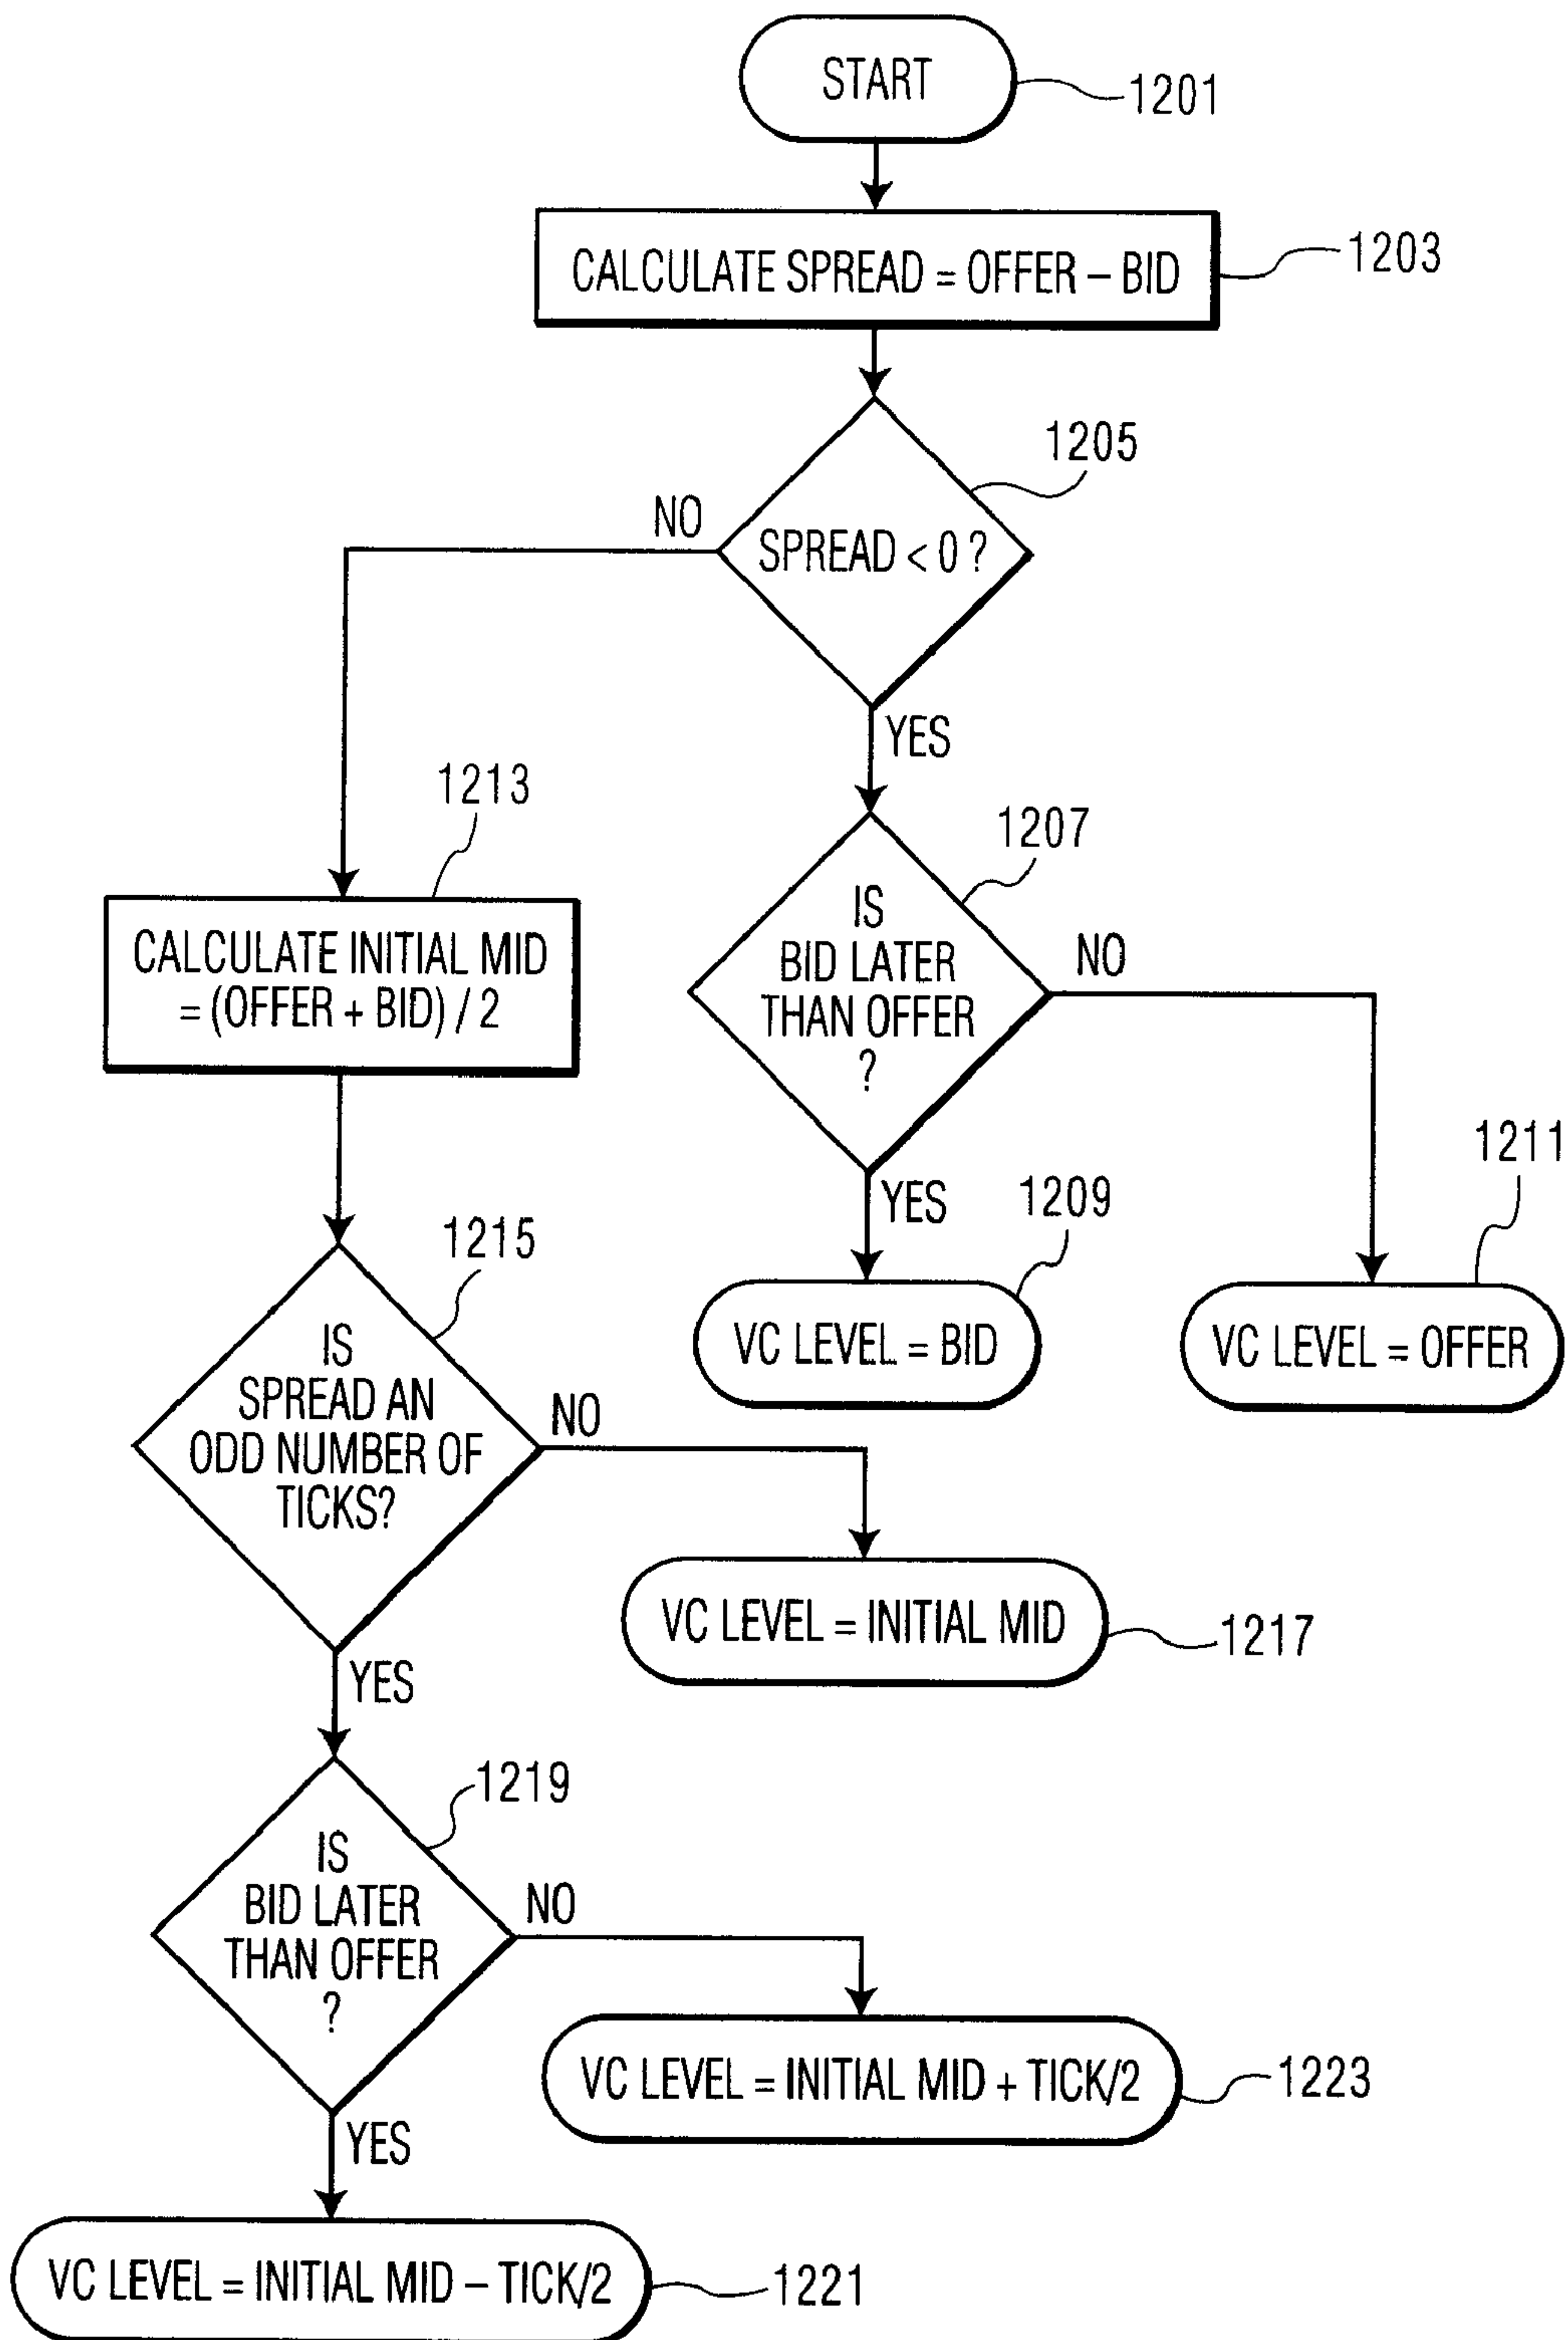 START
1201
CALCULATE SPREAD = OFFER – BID
1203
1205
NO
SPREAD < 0 ?
YES
1213
1207
CALCULATE INITIAL MID
= (OFFER + BID) / 2
IS
BID LATER
THAN OFFER
?
NO
YES
1209
1211
VC LEVEL = BID
VC LEVEL = OFFER
1215
IS
SPREAD AN
ODD NUMBER OF
TICKS?
NO
VC LEVEL = INITIAL MID
1217
YES
1219
IS
BID LATER
THAN OFFER
?
NO
VC LEVEL = INITIAL MID + TICK/2
1223
YES
VC LEVEL = INITIAL MID – TICK/2
1221